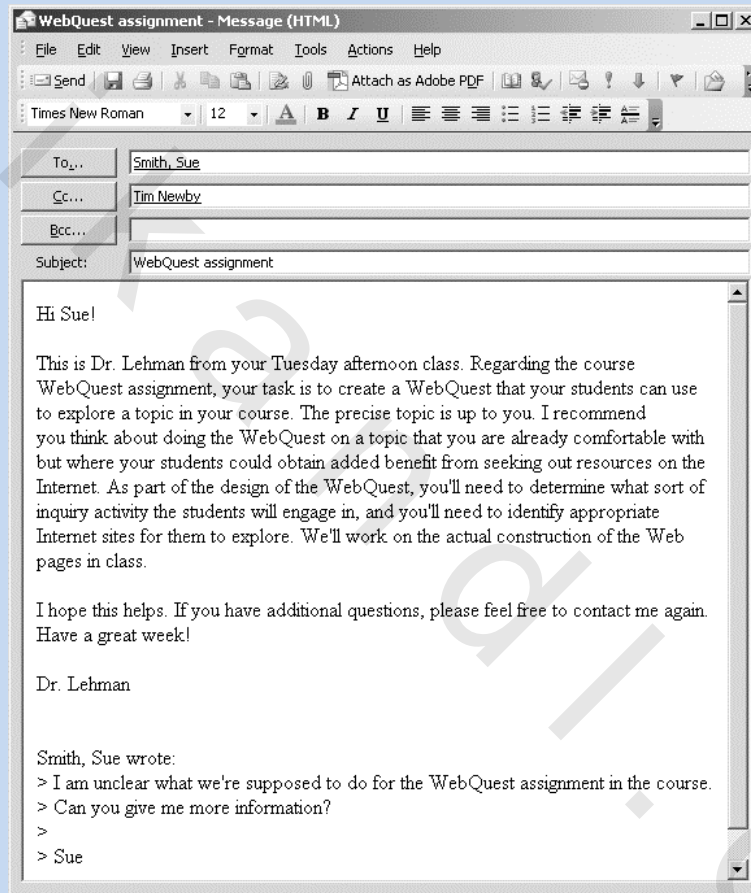 WebQuest assignment - Message (HTML)
File Edit View Insert Format Tools Actions Help
Send Attach as Adobe PDF
Times New Roman 12 A B I U
To... Smith, Sue
Cc... Tim Newby
Bcc...
Subject: WebQuest assignment
Hi Sue!
This is Dr. Lehman from your Tuesday afternoon class. Regarding the course
WebQuest assignment, your task is to create a WebQuest that your students can use
to explore a topic in your course. The precise topic is up to you. I recommend
you think about doing the WebQuest on a topic that you are already comfortable with
but where your students could obtain added benefit from seeking out resources on the
Internet. As part of the design of the WebQuest, you'll need to determine what sort of
inquiry activity the students will engage in, and you'll need to identify appropriate
Internet sites for them to explore. We'll work on the actual construction of the Web
pages in class.
I hope this helps. If you have additional questions, please feel free to contact me again.
Have a great week!
Dr. Lehman
Smith, Sue wrote:
> I am unclear what we're supposed to do for the WebQuest assignment in the course.
> Can you give me more information?
>
> Sue